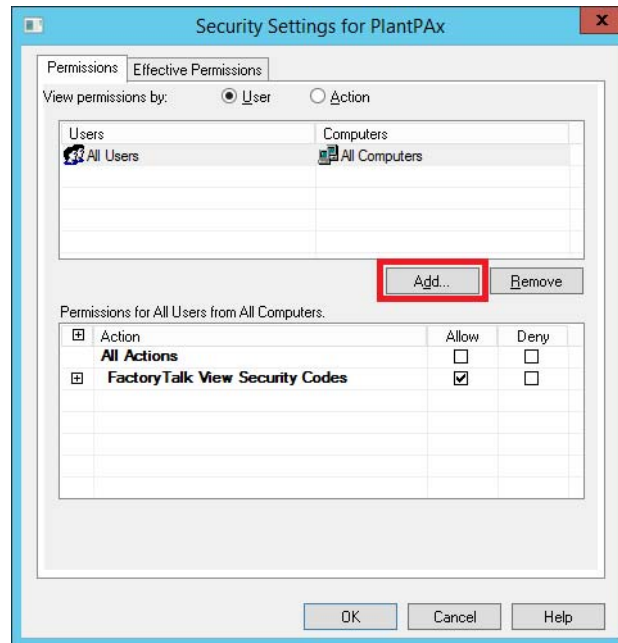 Security Settings for PlantPAx
x
Permissions Effective Permissions
View permissions by: User Action
Users Computers
All Users All Computers
Add... Remove
Permissions for All Users from All Computers.
Action Allow Deny
All Actions
FactoryTalk View Security Codes
OK Cancel Help